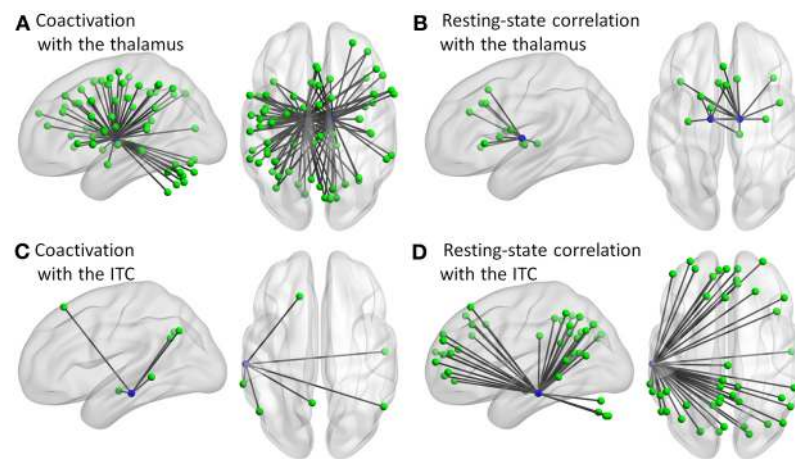 A Coactivation
with the thalamus
B Resting-state correlation
with the thalamus
C Coactivation
with the ITC
D Resting-state correlation
with the ITC